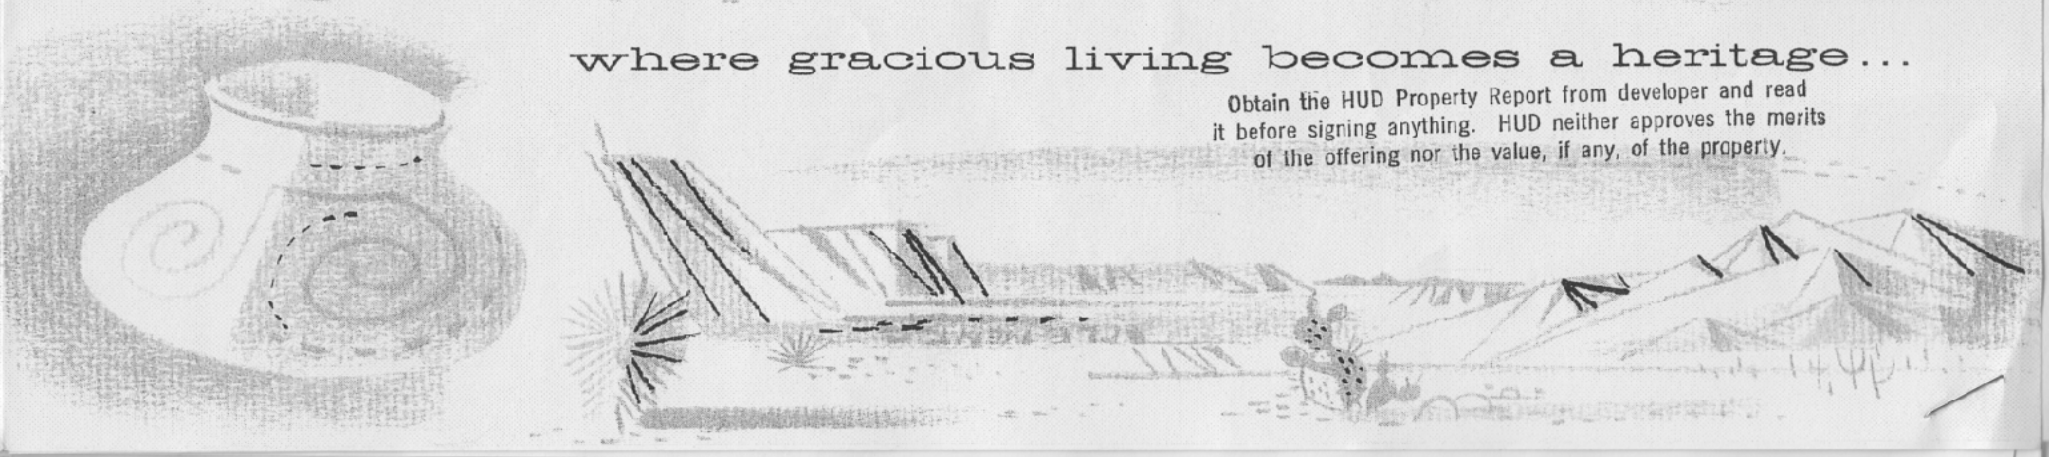 where gracious living becomes a heritage...
Obtain the HUD Property Report from developer and read
it before signing anything. HUD neither approves the merits
of the offering nor the value, if any, of the property.